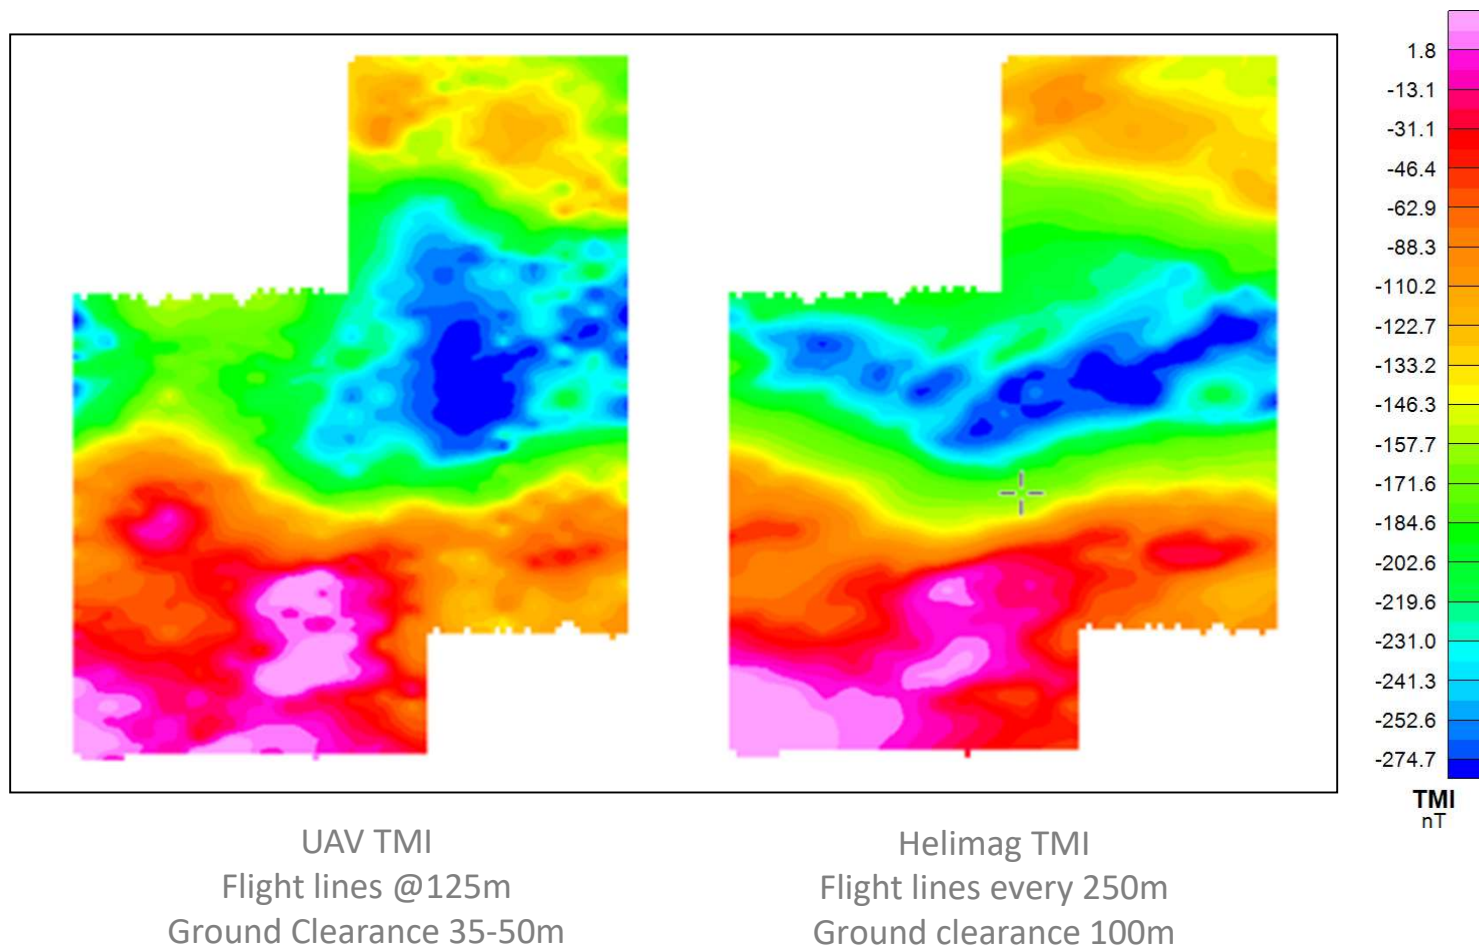 1.8
-13.1
-31.1
-46.4
-62.9
-88.3
-110.2
-122.7
-133.2
-146.3
-157.7
-171.6
-184.6
-202.6
-219.6
-231.0
-241.3
-252.6
-274.7
TMI
nT
UAV TMI
Flight lines @125m
Ground Clearance 35-50m
Helimag TMI
Flight lines every 250m
Ground clearance 100m